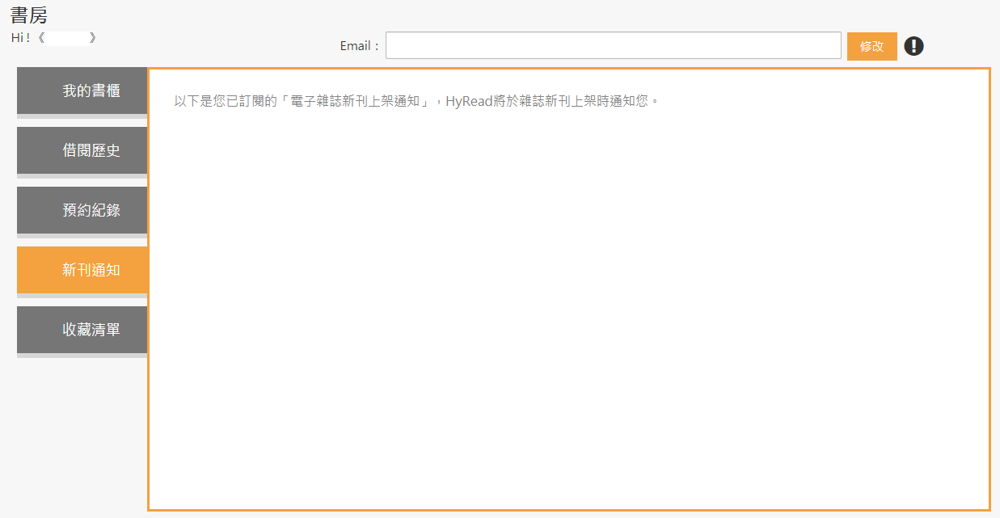 書房
Hi！《 》
Email：
修改
我的書櫃
以下是您已訂閱的「電子雜誌新刊上架通知」，HyRead將於雜誌新刊上架時通知您。
借閱歷史
預約紀錄
新刊通知
收藏清單